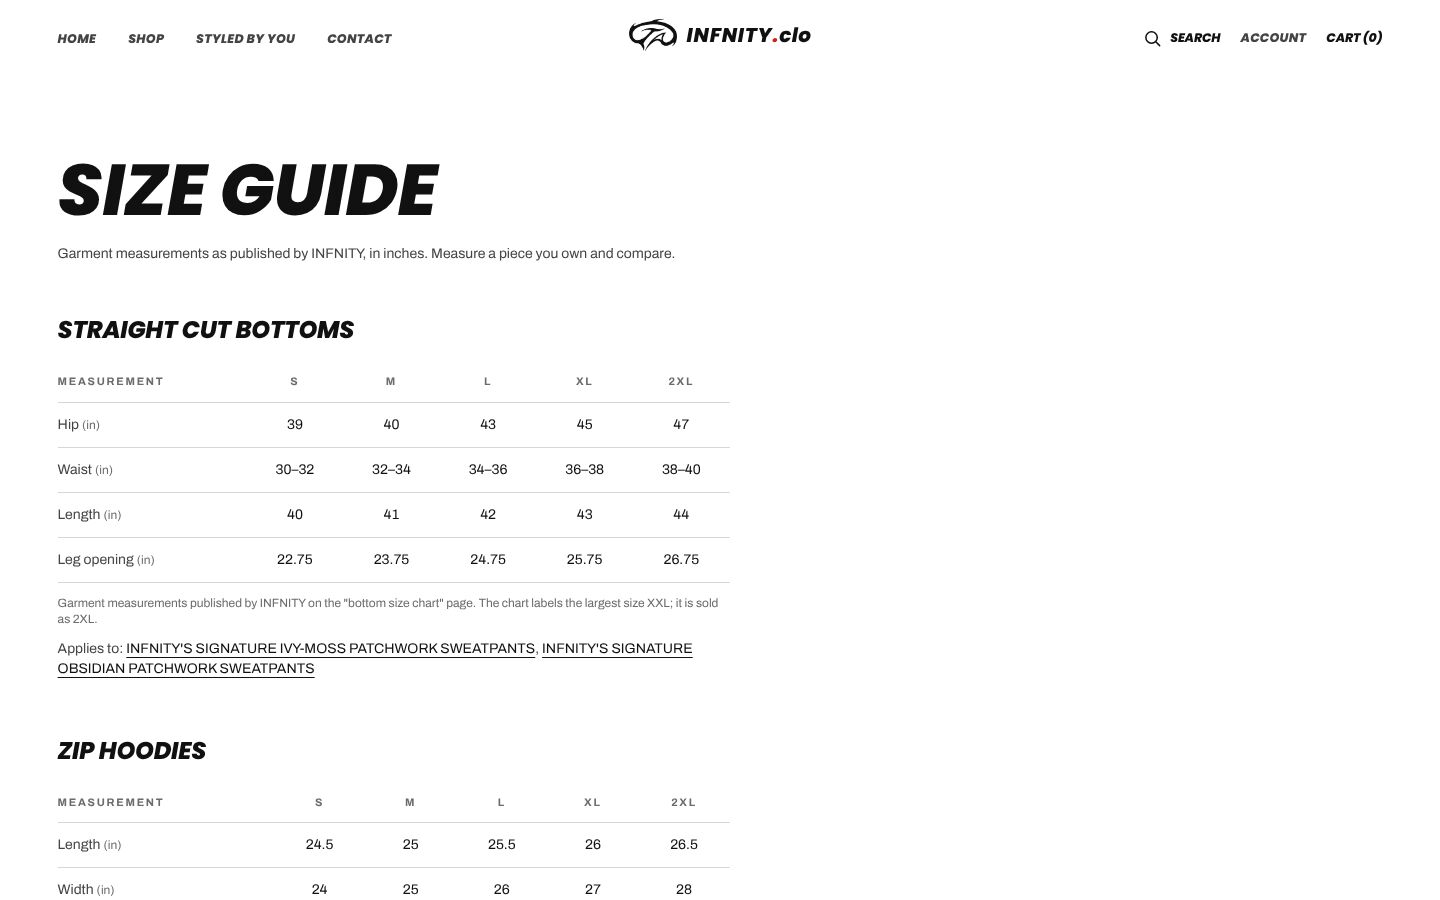 HOME SHOP STYLED BY YOU CONTACT INFNITY.clo SEARCH ACCOUNT CART (0)
SIZE GUIDE
Garment measurements as published by INFNITY, in inches. Measure a piece you own and compare.
STRAIGHT CUT BOTTOMS
MEASUREMENT S M L XL 2XL
Hip (in) 39 40 43 45 47
Waist (in) 30–32 32–34 34–36 36–38 38–40
Length (in) 40 41 42 43 44
Leg opening (in) 22.75 23.75 24.75 25.75 26.75
Garment measurements published by INFNITY on the "bottom size chart" page. The chart labels the largest size XXL; it is sold
as 2XL.
Applies to: INFNITY'S SIGNATURE IVY-MOSS PATCHWORK SWEATPANTS, INFNITY'S SIGNATURE
OBSIDIAN PATCHWORK SWEATPANTS
ZIP HOODIES
MEASUREMENT S M L XL 2XL
Length (in) 24.5 25 25.5 26 26.5
Width (in) 24 25 26 27 28